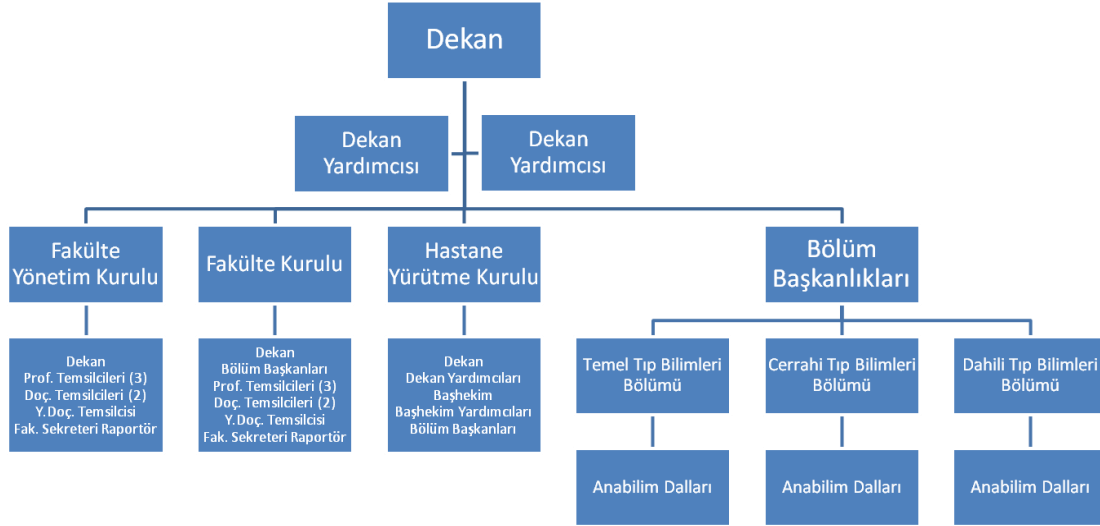 Dekan
Dekan
Yardımcısı
Dekan
Yardımcısı
Fakülte
Yönetim Kurulu
Fakülte Kurulu
Hastane
Yürütme Kurulu
Bölüm
Başkanlıkları
Dekan
Prof. Temsilcileri (3)
Doç. Temsilcileri (2)
Y.Doç. Temsilcisi
Fak. Sekreteri Raportör
Dekan
Bölüm Başkanları
Prof. Temsilcileri (3)
Doç. Temsilcileri (2)
Y.Doç. Temsilcisi
Fak. Sekreteri Raportör
Dekan
Dekan Yardımcıları
Başhekim
Başhekim Yardımcıları
Bölüm Başkanları
Temel Tıp Bilimleri
Bölümü
Cerrahi Tıp Bilimleri
Bölümü
Dahili Tıp Bilimleri
Bölümü
Anabilim Dalları
Anabilim Dalları
Anabilim Dalları